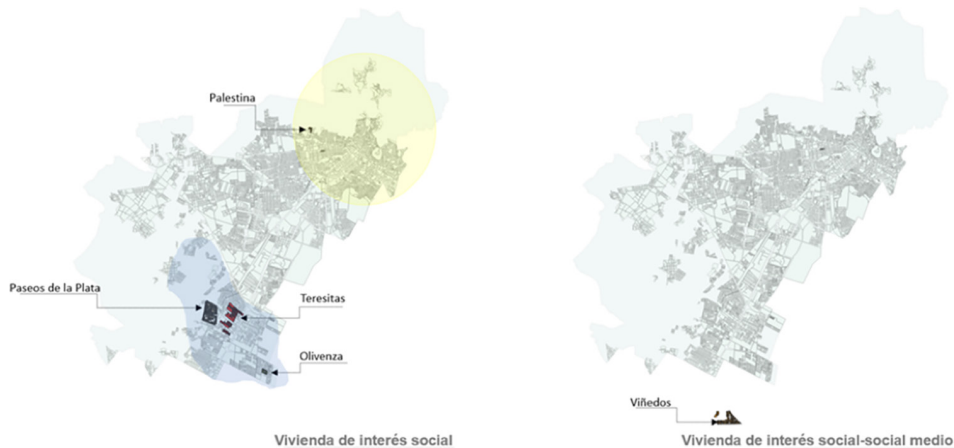 Palestina
Paseos de la Plata
Teresitas
Olivenza
Vivienda de interés social
Viñedos
Vivienda de interés social-social medio